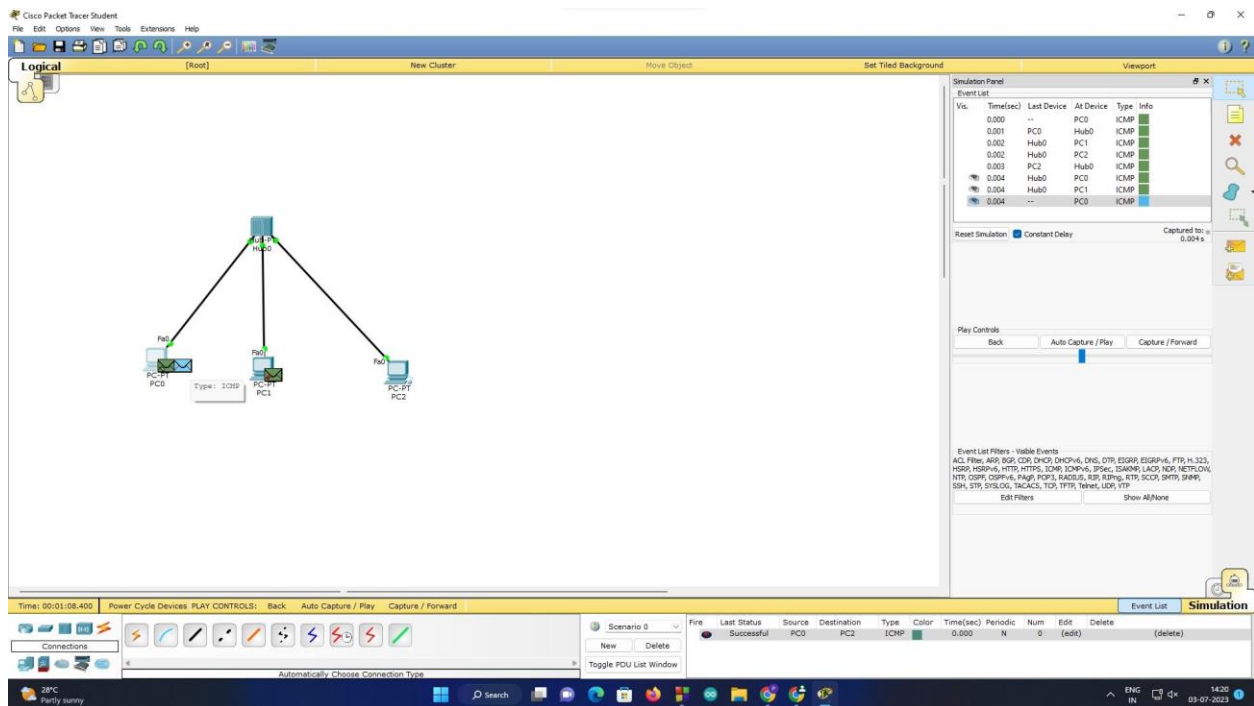 Cisco Packet Tracer Student
File Edit Options View Tools Extensions Help
Logical [Root] New Cluster Move Object Set Tiled Background Viewport
Simulation Panel
Event List
Vis. Time(sec) Last Device At Device Type Info
0.000 -- PC0 ICMP
0.001 PC0 Hub0 ICMP
0.002 Hub0 PC1 ICMP
0.002 Hub0 PC2 ICMP
0.003 PC2 Hub0 ICMP
0.004 Hub0 PC0 ICMP
0.004 Hub0 PC1 ICMP
0.004 -- PC0 ICMP
Reset Simulation Constant Delay Captured to:
0.004 s
Hub0
Fa0
Fa0
Fa0
PC-PT
PC0
Type: ICMP
PC-PT
PC1
PC-PT
PC2
Play Controls
Back Auto Capture / Play Capture / Forward
Event List Filters - Visible Events
ACL Filter, ARP, BGP, CDP, DHCP, DHCPv6, DNS, DTP, EIGRP, EIGRPv6, FTP, H.323,
HSRP, HSRPv6, HTTP, HTTPS, ICMP, ICMPv6, IPSec, ISAKMP, LACP, NDP, NETFLOW,
NTP, OSPF, OSPFv6, PAgP, POP3, RADIUS, RIP, RIPng, RTP, SCCP, SMTP, SNMP,
SSH, STP, SYSLOG, TACACS, TCP, TFTP, Telnet, UDP, VTP
Edit Filters Show All/None
Time: 00:01:08.400 Power Cycle Devices PLAY CONTROLS: Back Auto Capture / Play Capture / Forward
Event List Simulation
Connections
Automatically Choose Connection Type
Scenario 0
New Delete
Toggle PDU List Window
Fire Last Status Source Destination Type Color Time(sec) Periodic Num Edit Delete
Successful PC0 PC2 ICMP 0.000 N 0 (edit) (delete)
28°C
Partly sunny
Search
ENG
IN
14:20
03-07-2023